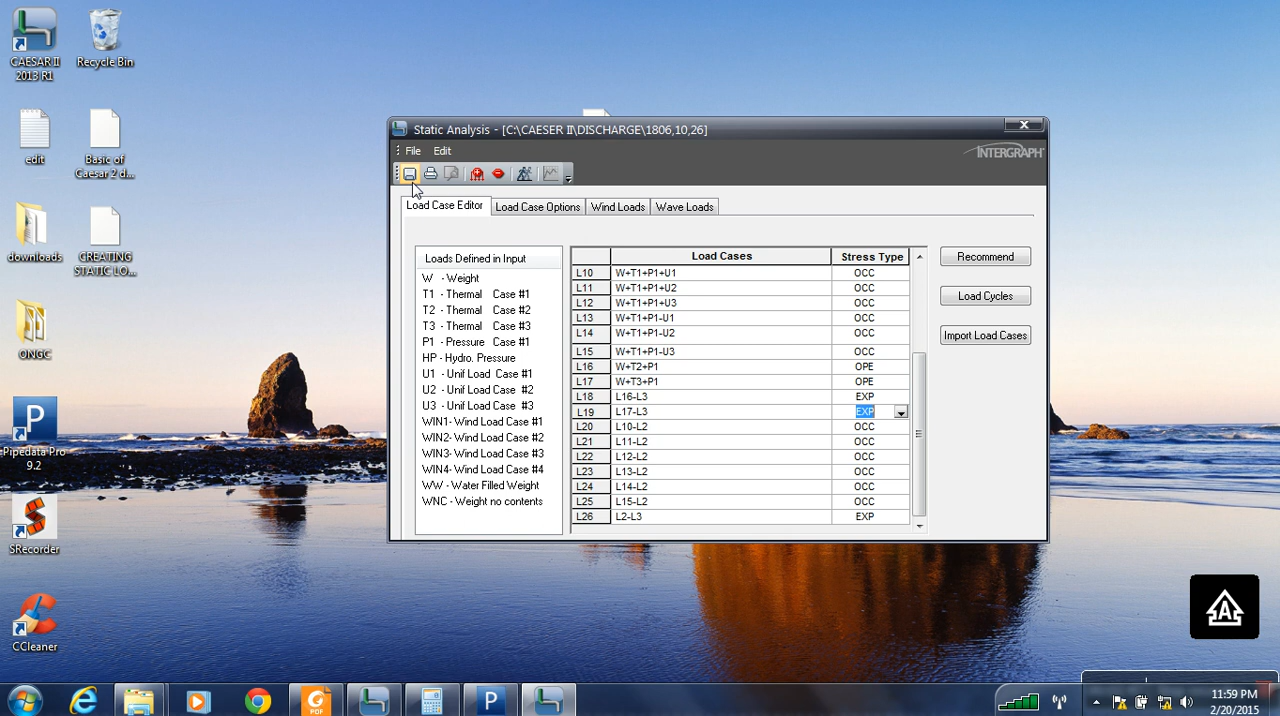 CAESAR II
2013 R1
Recycle Bin
edit
Basic of
Caesar 2 d...
downloads
CREATING
STATIC LO...
ONGC
Pipedata Pro
9.2
SRecorder
CCleaner
Static Analysis - [C:\CAESER II\DISCHARGE\1806,10,26]
File Edit
INTERGRAPH
Load Case Editor Load Case Options Wind Loads Wave Loads
Loads Defined in Input
W - Weight
T1 - Thermal Case #1
T2 - Thermal Case #2
T3 - Thermal Case #3
P1 - Pressure Case #1
HP - Hydro. Pressure
U1 - Unif Load Case #1
U2 - Unif Load Case #2
U3 - Unif Load Case #3
WIN1- Wind Load Case #1
WIN2- Wind Load Case #2
WIN3- Wind Load Case #3
WIN4- Wind Load Case #4
WW - Water Filled Weight
WNC - Weight no contents
Load Cases Stress Type
L10 W+T1+P1+U1 OCC
L11 W+T1+P1+U2 OCC
L12 W+T1+P1+U3 OCC
L13 W+T1+P1-U1 OCC
L14 W+T1+P1-U2 OCC
L15 W+T1+P1-U3 OCC
L16 W+T2+P1 OPE
L17 W+T3+P1 OPE
L18 L16-L3 EXP
L19 L17-L3 EXP
L20 L10-L2 OCC
L21 L11-L2 OCC
L22 L12-L2 OCC
L23 L13-L2 OCC
L24 L14-L2 OCC
L25 L15-L2 OCC
L26 L2-L3 EXP
Recommend
Load Cycles
Import Load Cases
A
P
PDF
P
11:59 PM
2/20/2015